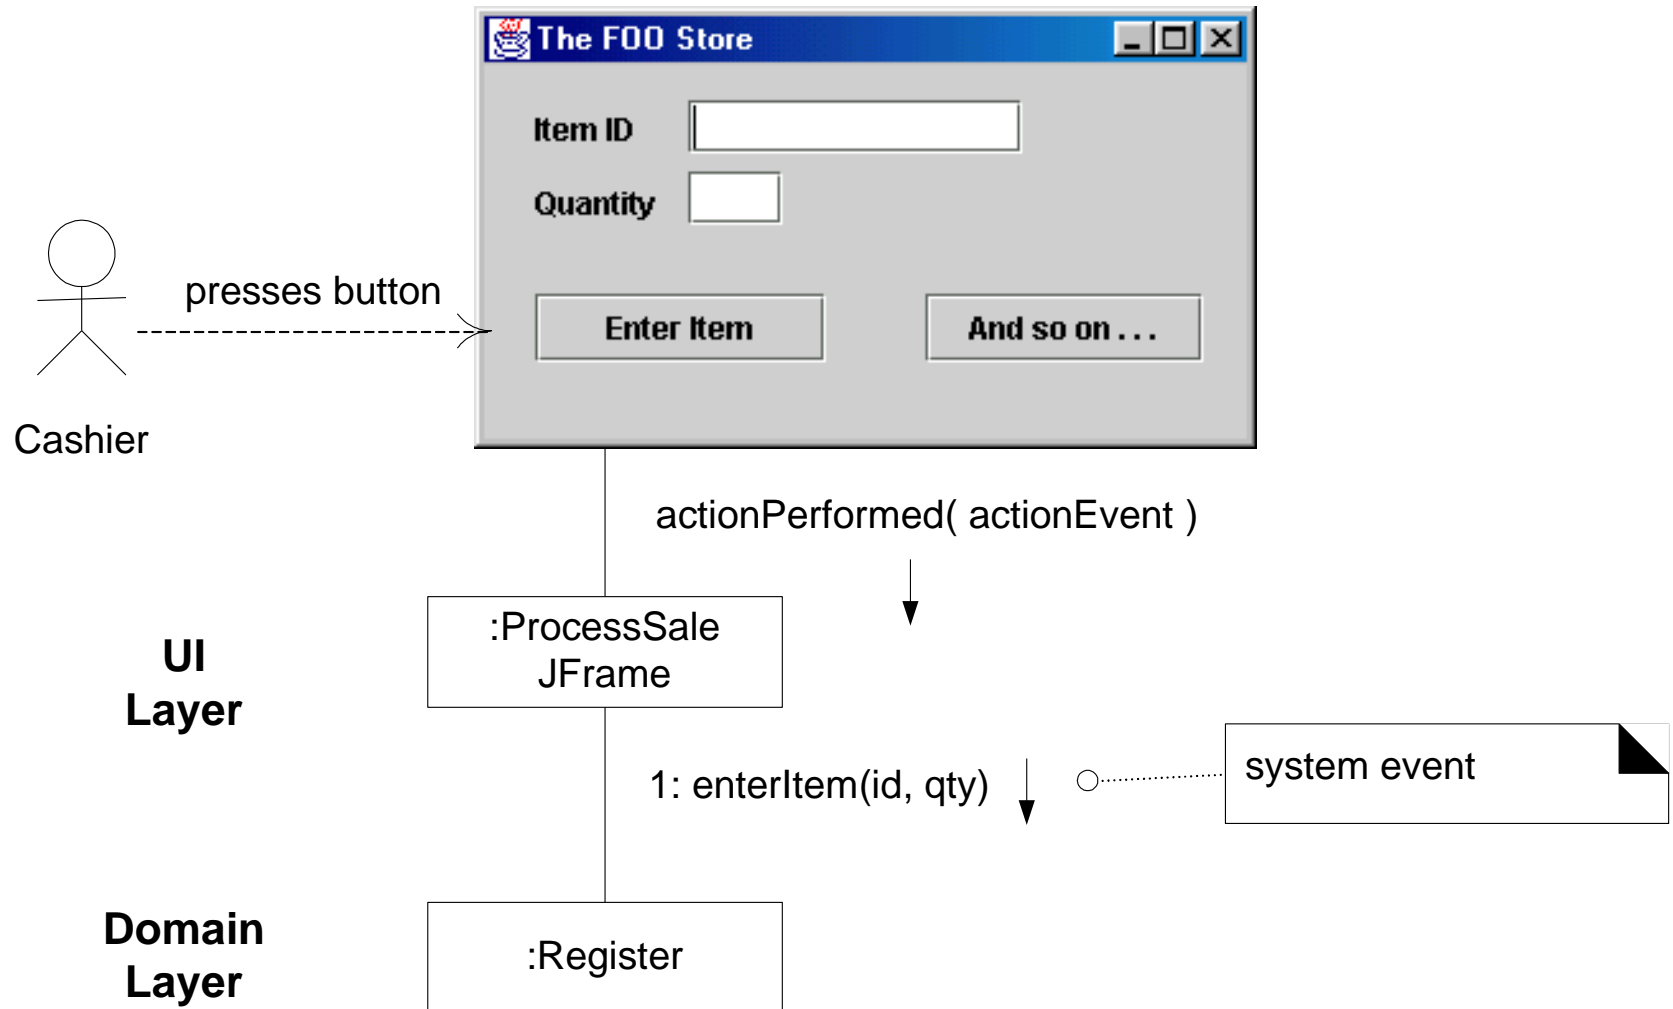 The FOO Store
Item ID
Quantity
presses button
Enter Item
And so on . . .
Cashier
actionPerformed( actionEvent )
:ProcessSale
JFrame
UI
Layer
1: enterItem(id, qty)
system event
Domain
Layer
:Register